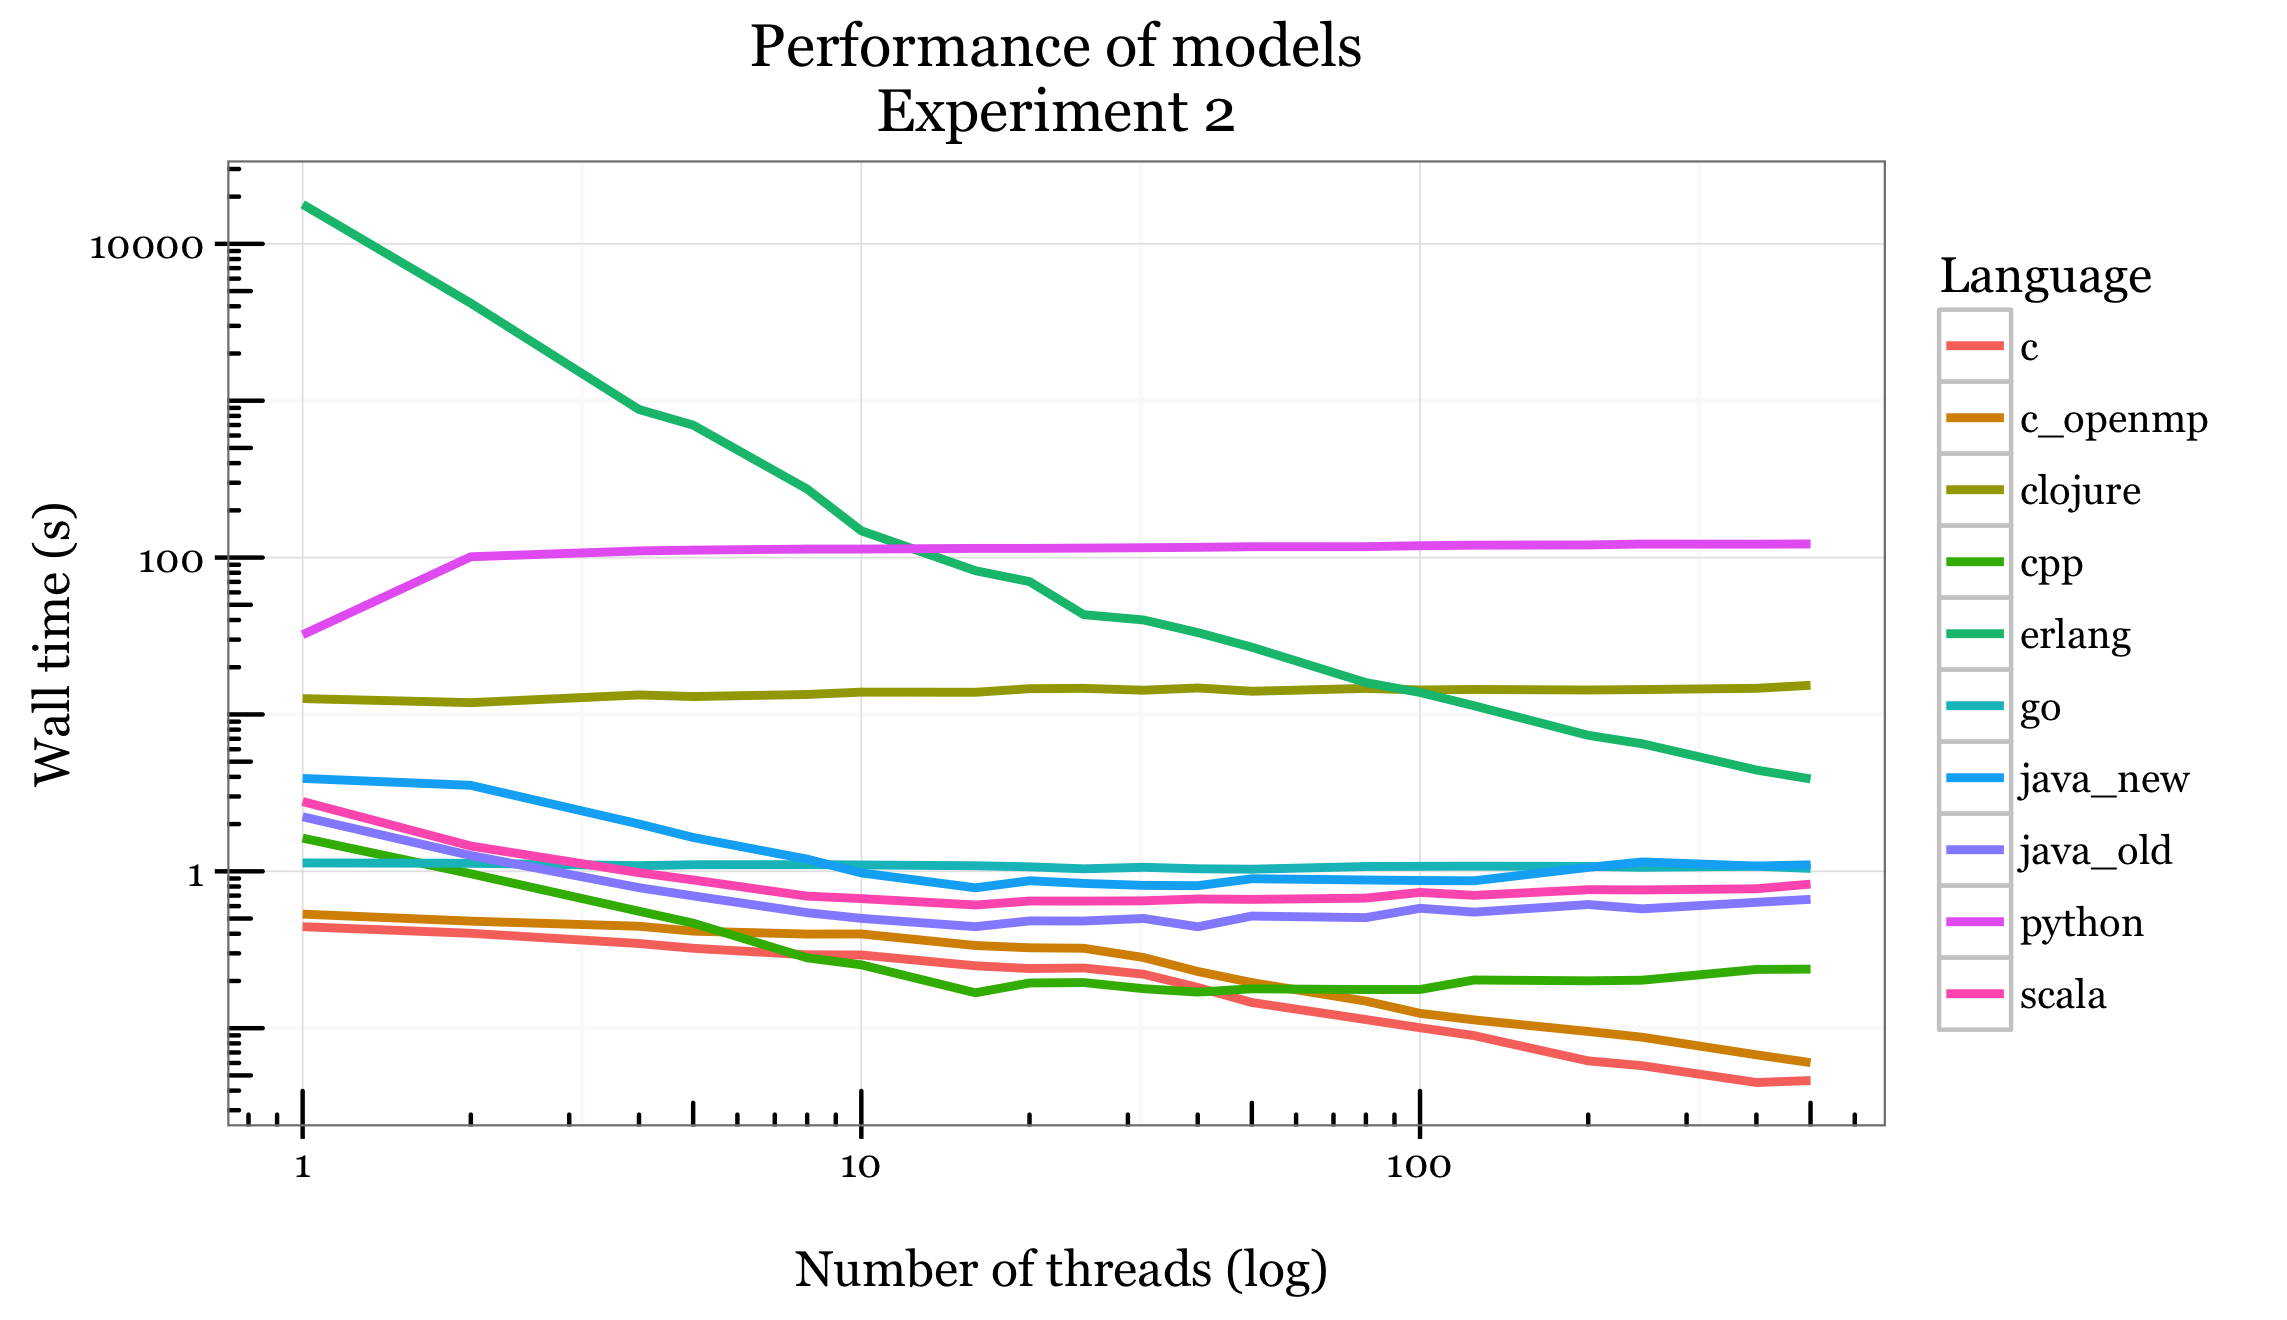 Performance of models
Experiment 2
Wall time (s)
10000
100
1
1
10
100
Number of threads (log)
Language
c
c_openmp
clojure
cpp
erlang
go
java_new
java_old
python
scala